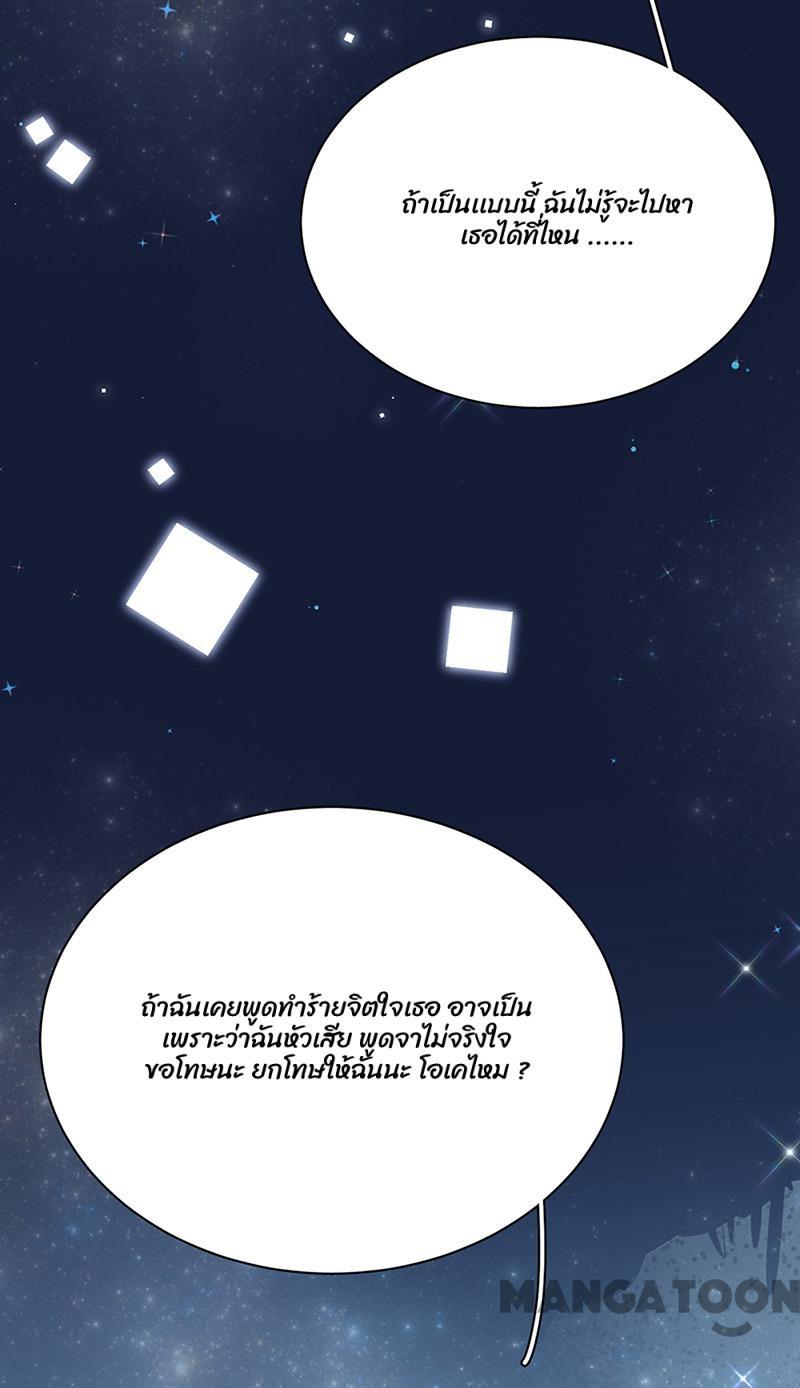 ถ้าเป็นแบบนี้ ฉันไม่รู้จะไปหา
เธอได้ที่ไหน ......
ถ้าฉันเคยพูดทำร้ายจิตใจเธอ อาจเป็น
เพราะว่าฉันหัวเสีย พูดจาไม่จริงใจ
ขอโทษนะ ยกโทษให้ฉันนะ โอเคไหม ?
MANGATOON